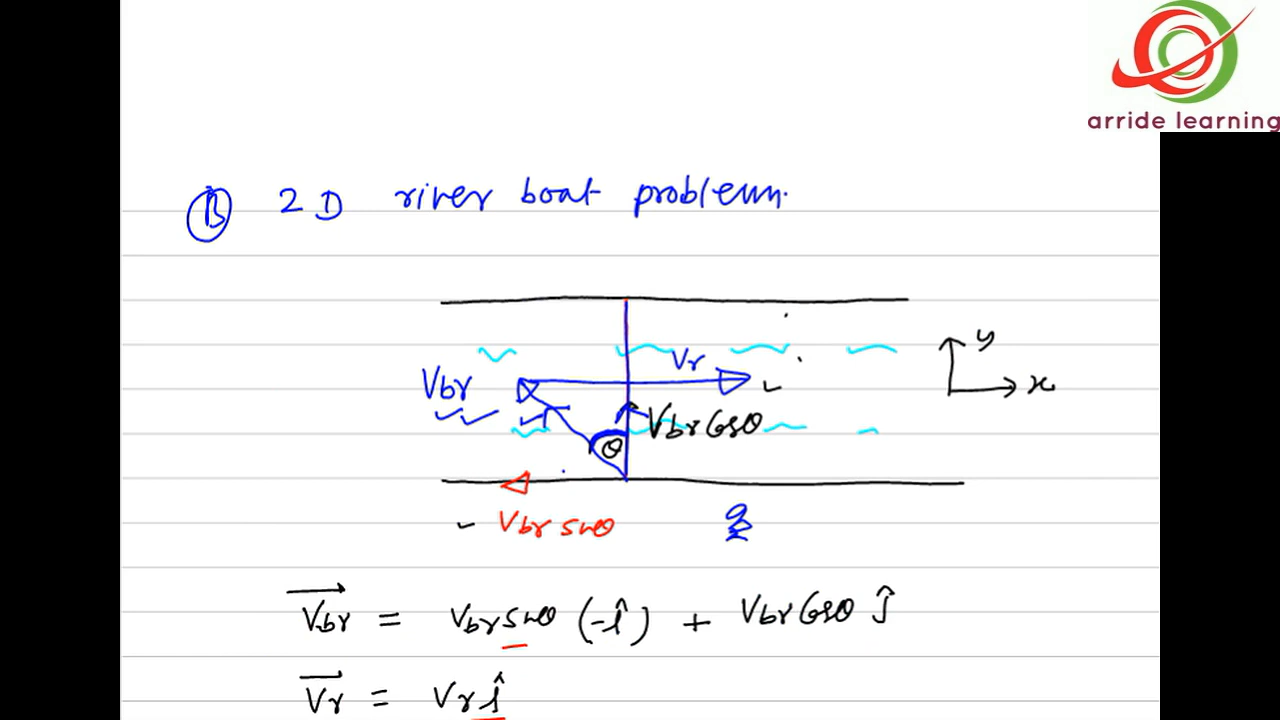 arride learning
B 2D river boat problem.
y
Vr
Vbr
x
Vbr Cosθ
θ
Vbr sinθ
Vbr = Vbr sinθ (-î) + Vbr Cosθ ĵ
Vr = Vr î